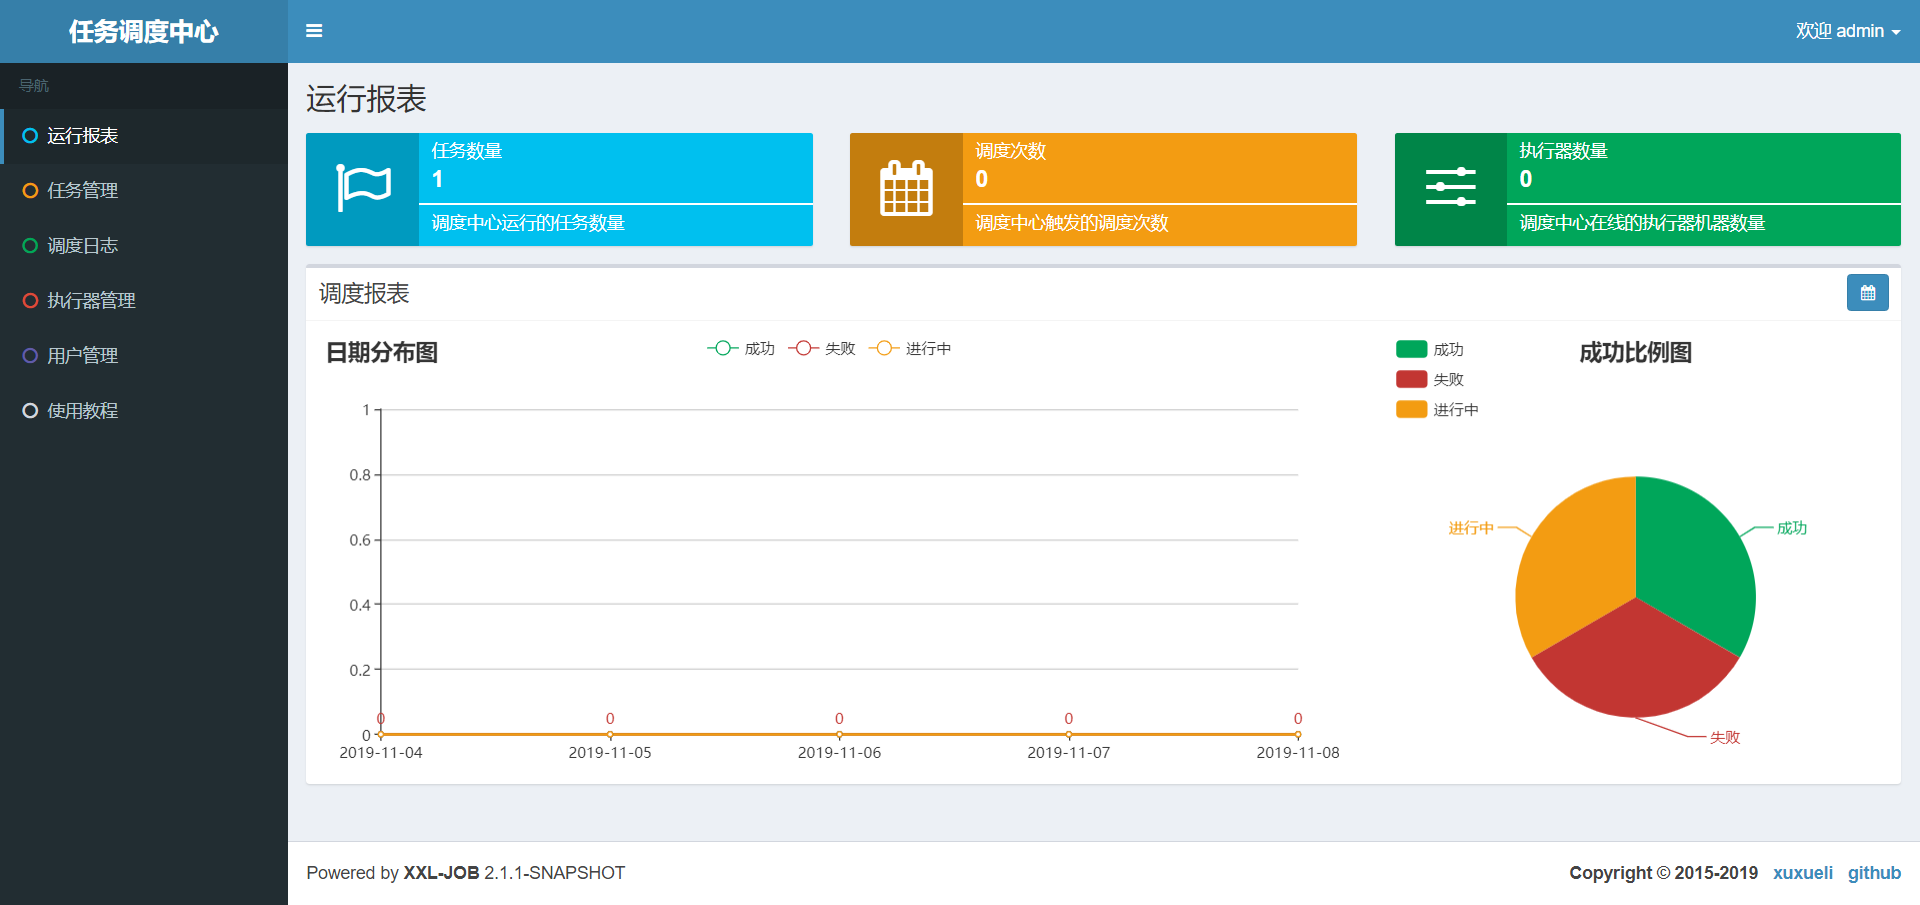 任务调度中心
欢迎 admin
导航
运行报表
任务管理
调度日志
执行器管理
用户管理
使用教程
运行报表
任务数量
1
调度中心运行的任务数量
调度次数
0
调度中心触发的调度次数
执行器数量
0
调度中心在线的执行器机器数量
调度报表
日期分布图
成功 失败 进行中
1
0.8
0.6
0.4
0.2
0
0 0 0 0 0
2019-11-04 2019-11-05 2019-11-06 2019-11-07 2019-11-08
成功比例图
成功
失败
进行中
进行中
成功
失败
Powered by XXL-JOB 2.1.1-SNAPSHOT
Copyright © 2015-2019 xuxueli github